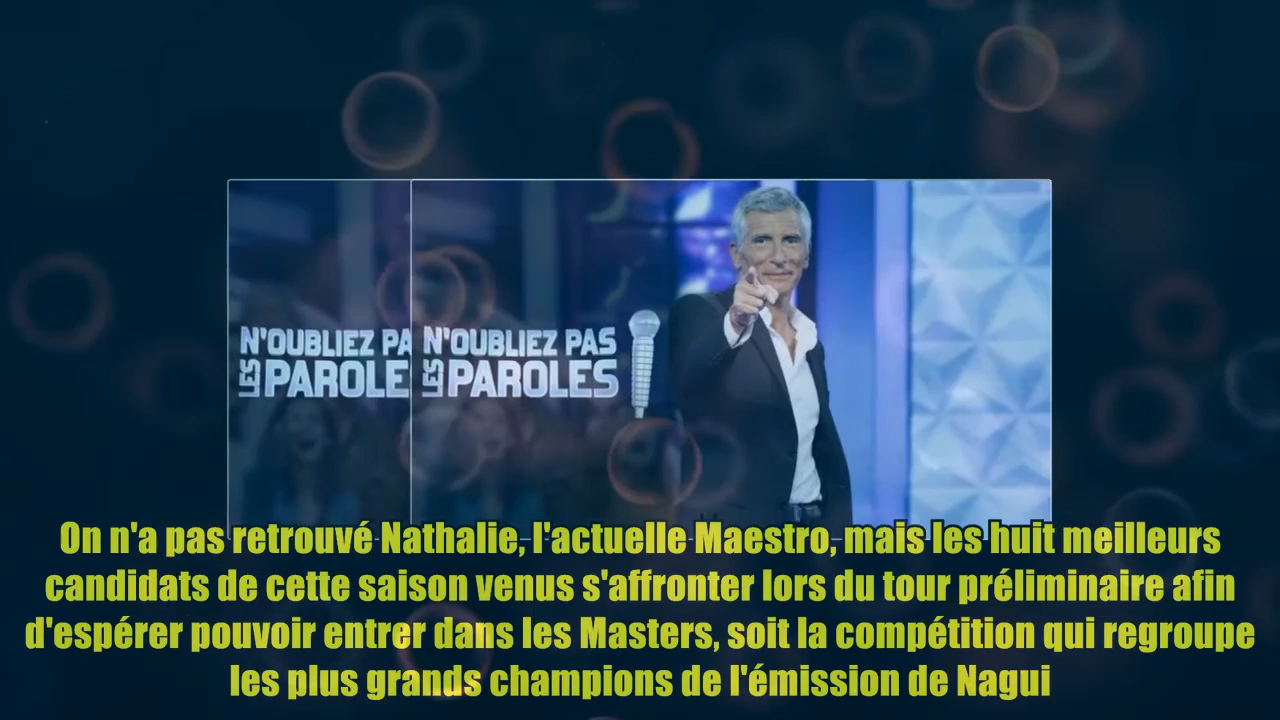 N'OUBLIEZ PA
LES PAROLE
N'OUBLIEZ PAS
LES PAROLES
On n'a pas retrouvé Nathalie, l'actuelle Maestro, mais les huit meilleurs
candidats de cette saison venus s'affronter lors du tour préliminaire afin
d'espérer pouvoir entrer dans les Masters, soit la compétition qui regroupe
les plus grands champions de l'émission de Nagui